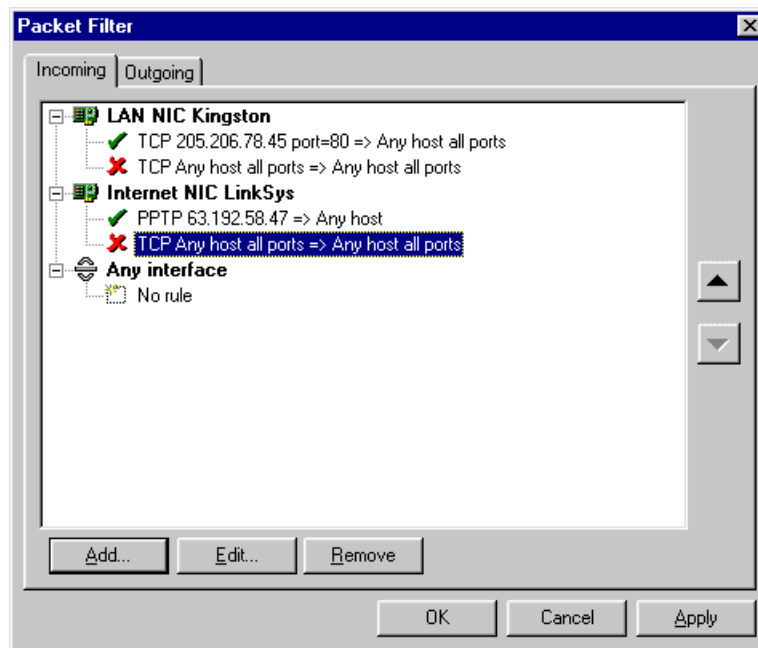 Packet Filter
Incoming
Outgoing
LAN NIC Kingston
TCP 205.206.78.45 port=80 => Any host all ports
TCP Any host all ports => Any host all ports
Internet NIC LinkSys
PPTP 63.192.58.47 => Any host
TCP Any host all ports => Any host all ports
Any interface
No rule
Add...
Edit...
Remove
OK
Cancel
Apply